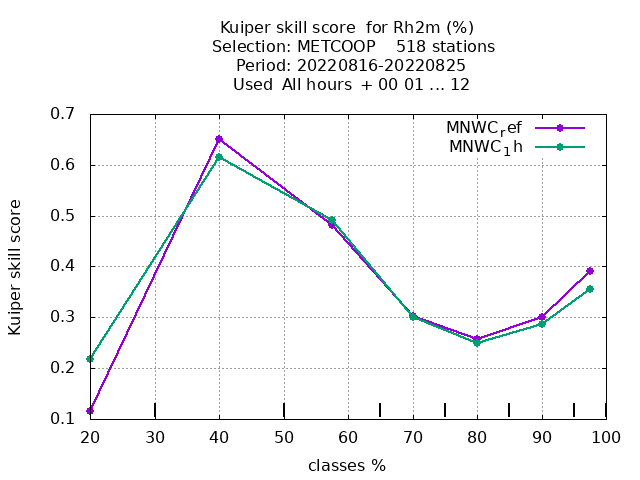 Kuiper skill score  for Rh2m (%)
Selection: METCOOP    518 stations
Period: 20220816-20220825
Used  All hours  + 00 01 ... 12
MNWC_ref
MNWC_1h
0.7
0.6
0.5
0.4
0.3
0.2
0.1
Kuiper skill score
20 30 40 50 60 70 80 90 100
classes %